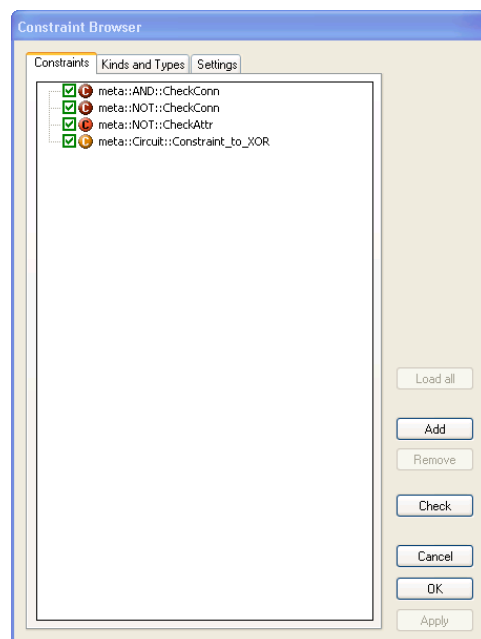 Constraint Browser
Constraints Kinds and Types Settings
C meta::AND::CheckConn
C meta::NOT::CheckConn
C meta::NOT::CheckAttr
C meta::Circuit::Constraint_to_XOR
Load all
Add
Remove
Check
Cancel
OK
Apply